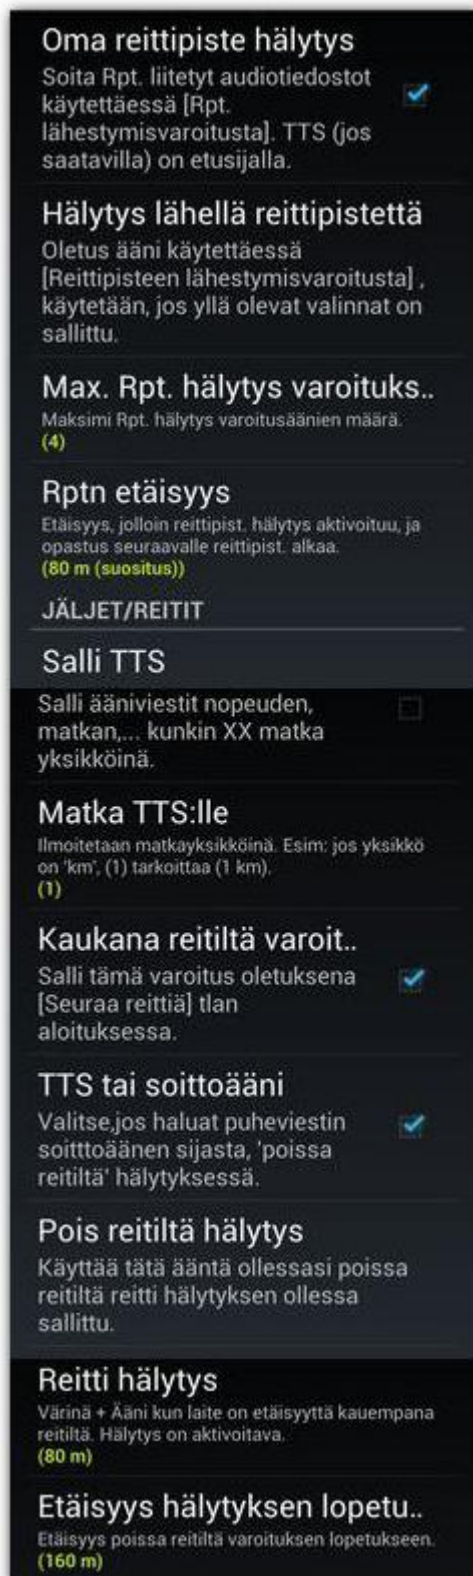 Oma reittipiste hälytys
Soita Rpt. liitetyt audiotiedostot
käytettäessä [Rpt.
lähestymisvaroitusta]. TTS (jos
saatavilla) on etusijalla.
Hälytys lähellä reittipistettä
Oletus ääni käytettäessä
[Reittipisteen lähestymisvaroitusta] ,
käytetään, jos yllä olevat valinnat on
sallittu.
Max. Rpt. hälytys varoituks..
Maksimi Rpt. hälytys varoitusäänien määrä.
(4)
Rptn etäisyys
Etäisyys, jolloin reittipist. hälytys aktivoituu, ja
opastus seuraavalle reittipist. alkaa.
(80 m (suositus))
JÄLJET/REITIT
Salli TTS
Salli ääniviestit nopeuden,
matkan,... kunkin XX matka
yksikköinä.
Matka TTS:lle
Ilmoitetaan matkayksikköinä. Esim: jos yksikkö
on 'km', (1) tarkoittaa (1 km).
(1)
Kaukana reitiltä varoit..
Salli tämä varoitus oletuksena
[Seuraa reittiä] tlan
aloituksessa.
TTS tai soittoääni
Valitse,jos haluat puheviestin
soitttoäänen sijasta, 'poissa
reitiltä' hälytyksessä.
Pois reitiltä hälytys
Käyttää tätä ääntä ollessasi poissa
reitiltä reitti hälytyksen ollessa
sallittu.
Reitti hälytys
Värinä + Ääni kun laite on etäisyyttä kauempana
reitiltä. Hälytys on aktivoitava.
(80 m)
Etäisyys hälytyksen lopetu..
Etäisyys poissa reitiltä varoituksen lopetukseen.
(160 m)